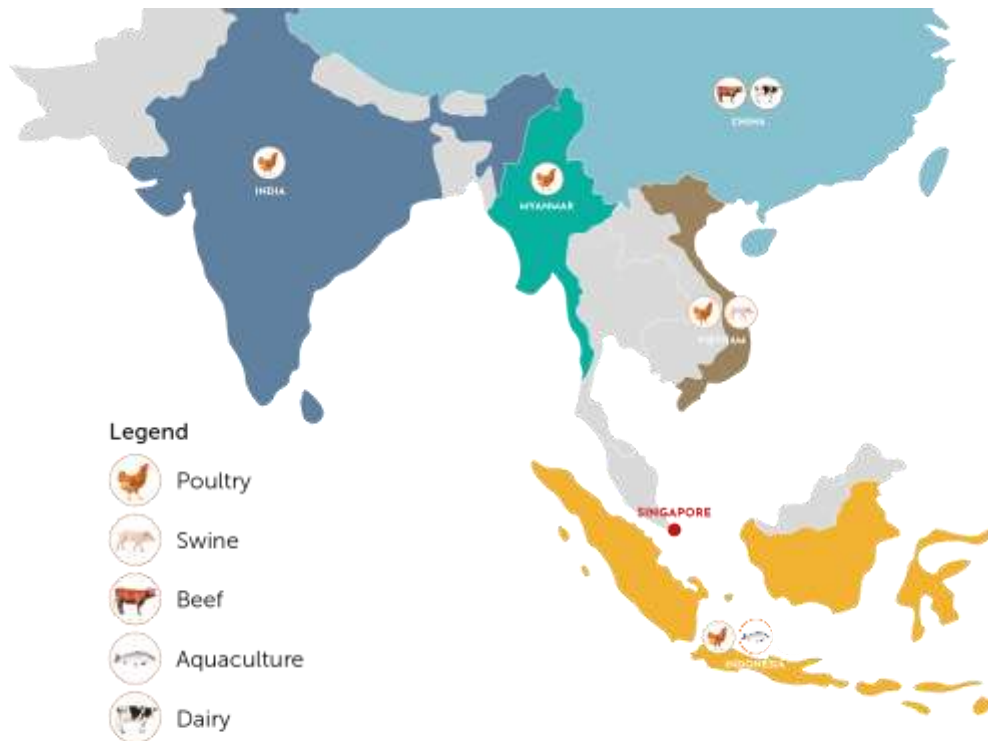 CHINA
INDIA
MYANMAR
VIETNAM
Legend
Poultry
SINGAPORE
Swine
Beef
INDONESIA
Aquaculture
Dairy